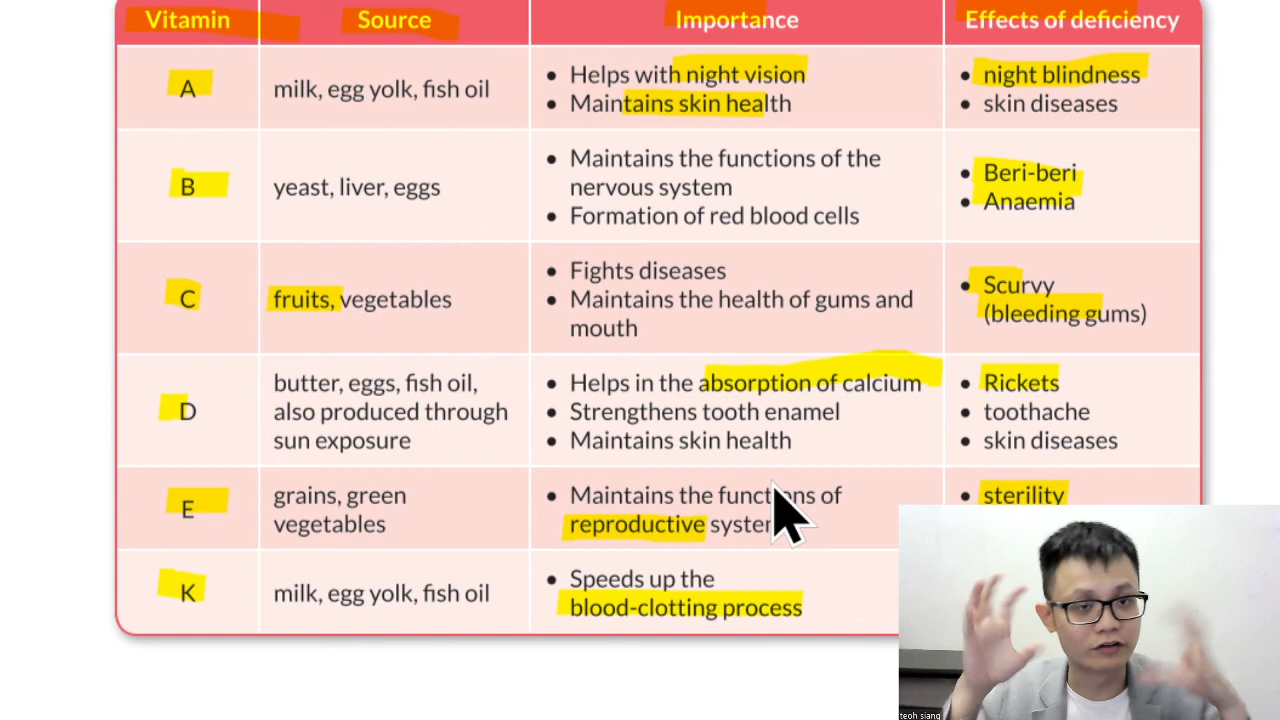 Vitamin Source Importance Effects of deficiency
A
milk, egg yolk, fish oil
• Helps with night vision
• Maintains skin health
• night blindness
• skin diseases
B
yeast, liver, eggs
• Maintains the functions of the
nervous system
• Formation of red blood cells
• Beri-beri
• Anaemia
C
fruits, vegetables
• Fights diseases
• Maintains the health of gums and
mouth
• Scurvy
(bleeding gums)
D
butter, eggs, fish oil,
also produced through
sun exposure
• Helps in the absorption of calcium
• Strengthens tooth enamel
• Maintains skin health
• Rickets
• toothache
• skin diseases
E
grains, green
vegetables
• Maintains the functions of
reproductive system
• sterility
K
milk, egg yolk, fish oil
• Speeds up the
blood-clotting process
teoh siang